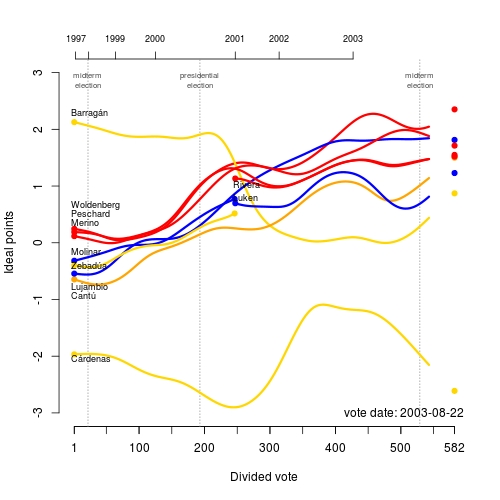 1997 1999 2000 2001 2002 2003
midterm election
presidential election
midterm election
3
2
1
0
-1
-2
-3
Ideal points
Barragán
Rivera
Luken
Woldenberg
Peschard
Merino
Molinar
Zebadúa
Lujambio
Cantú
Cárdenas
vote date: 2003-08-22
1 100 200 300 400 500 582
Divided vote